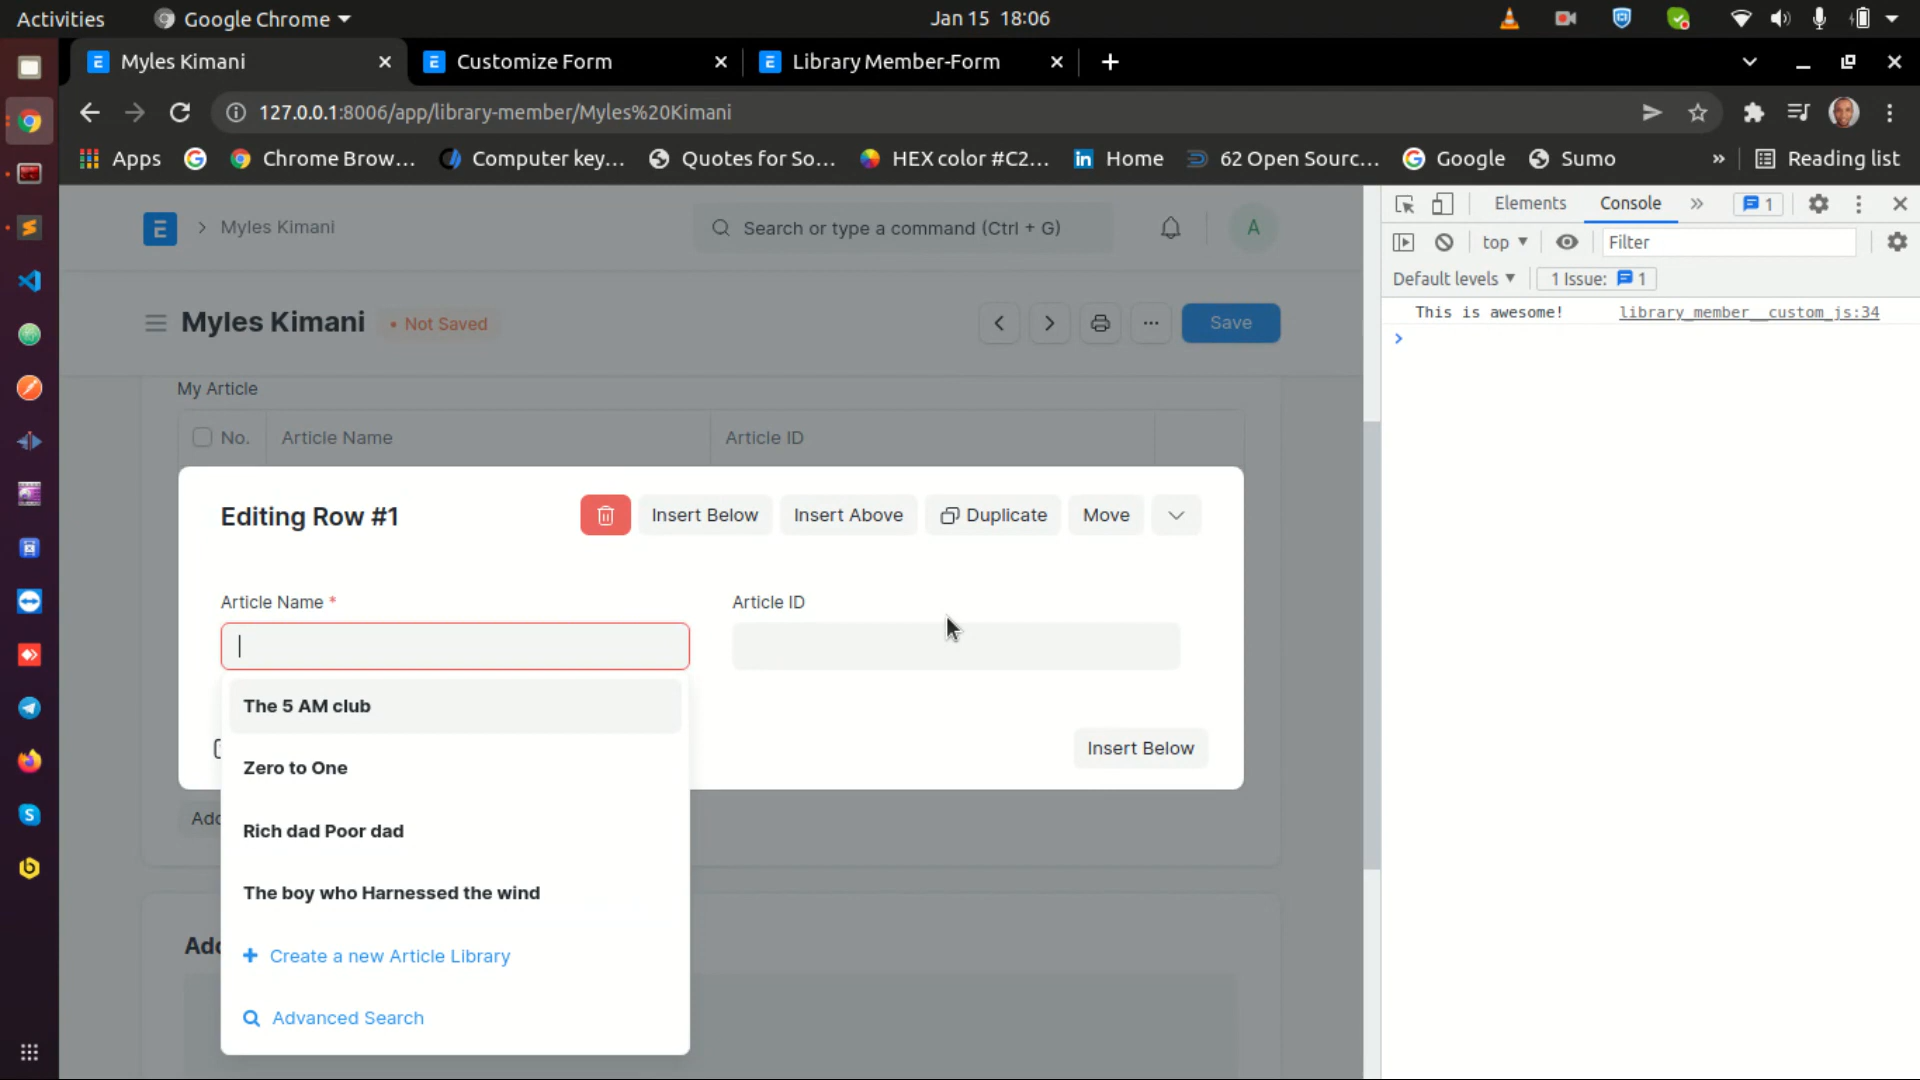 Activities
Google Chrome
Jan 15 18:06
Myles Kimani
Customize Form
Library Member-Form
127.0.0.1:8006/app/library-member/Myles%20Kimani
Apps
Chrome Brow...
Computer key...
Quotes for So...
HEX color #C2...
Home
62 Open Sourc...
Google
Sumo
»
Reading list
E
Myles Kimani
Search or type a command (Ctrl + G)
A
Elements
Console
»
1
top
Filter
Default levels
1 Issue:
1
This is awesome!
library_member__custom_js:34
Myles Kimani
• Not Saved
Save
My Article
No.
Article Name
Article ID
Editing Row #1
Insert Below
Insert Above
Duplicate
Move
Article Name *
Article ID
The 5 AM club
Zero to One
Rich dad Poor dad
The boy who Harnessed the wind
+ Create a new Article Library
Advanced Search
Insert Below